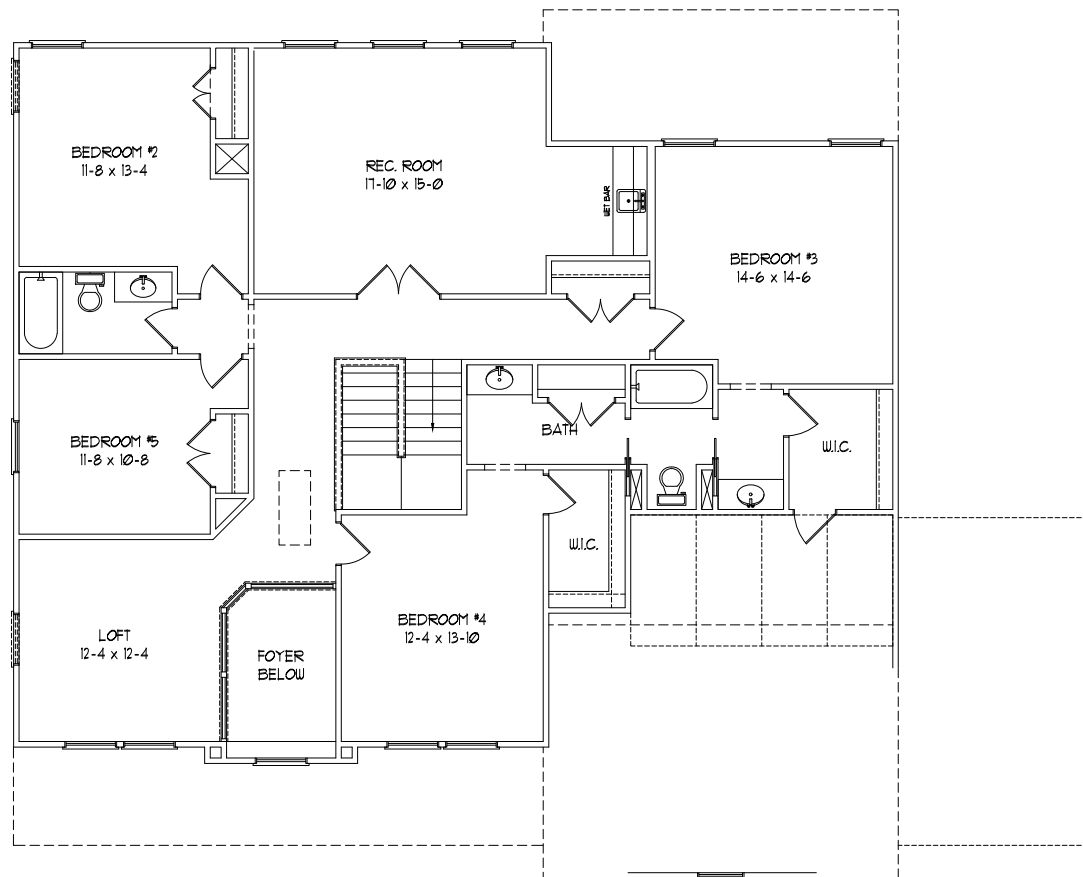 BEDROOM #2
11-8 x 13-4
REC. ROOM
17-10 x 15-0
WET BAR
BEDROOM #3
14-6 x 14-6
BEDROOM #5
11-8 x 10-8
BATH
W.I.C.
W.I.C.
LOFT
12-4 x 12-4
FOYER
BELOW
BEDROOM #4
12-4 x 13-10